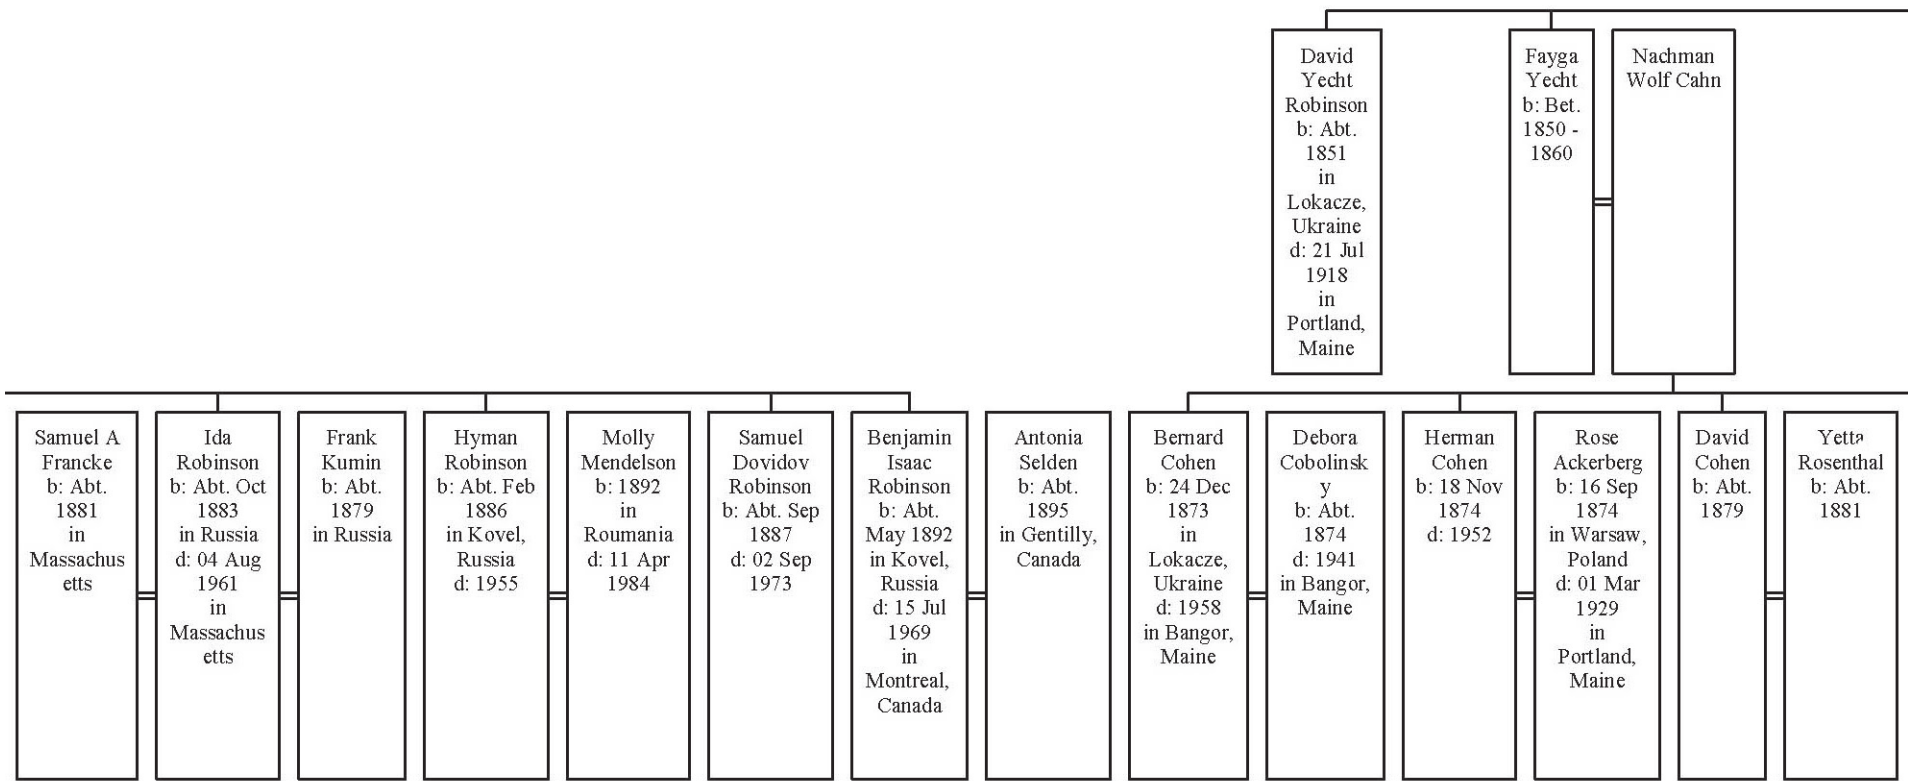 David
Yecht
Robinson
b: Abt.
1851
in
Lokacze,
Ukraine
d: 21 Jul
1918
in
Portland,
Maine
Fayga
Yecht
b: Bet.
1850 -
1860
Nachman
Wolf Cahn
Samuel A
Francke
b: Abt.
1881
in
Massachus
etts
Ida
Robinson
b: Abt. Oct
1883
in Russia
d: 04 Aug
1961
in
Massachus
etts
Frank
Kumin
b: Abt.
1879
in Russia
Hyman
Robinson
b: Abt. Feb
1886
in Kovel,
Russia
d: 1955
Molly
Mendelson
b: 1892
in
Roumania
d: 11 Apr
1984
Samuel
Dovidov
Robinson
b: Abt. Sep
1887
d: 02 Sep
1973
Benjamin
Isaac
Robinson
b: Abt.
May 1892
in Kovel,
Russia
d: 15 Jul
1969
in
Montreal,
Canada
Antonia
Selden
b: Abt.
1895
in Gentilly,
Canada
Bernard
Cohen
b: 24 Dec
1873
in
Lokacze,
Ukraine
d: 1958
in Bangor,
Maine
Debora
Cobolinsk
y
b: Abt.
1874
d: 1941
in Bangor,
Maine
Herman
Cohen
b: 18 Nov
1874
d: 1952
Rose
Ackerberg
b: 16 Sep
1874
in Warsaw,
Poland
d: 01 Mar
1929
in
Portland,
Maine
David
Cohen
b: Abt.
1879
Yetta
Rosenthal
b: Abt.
1881